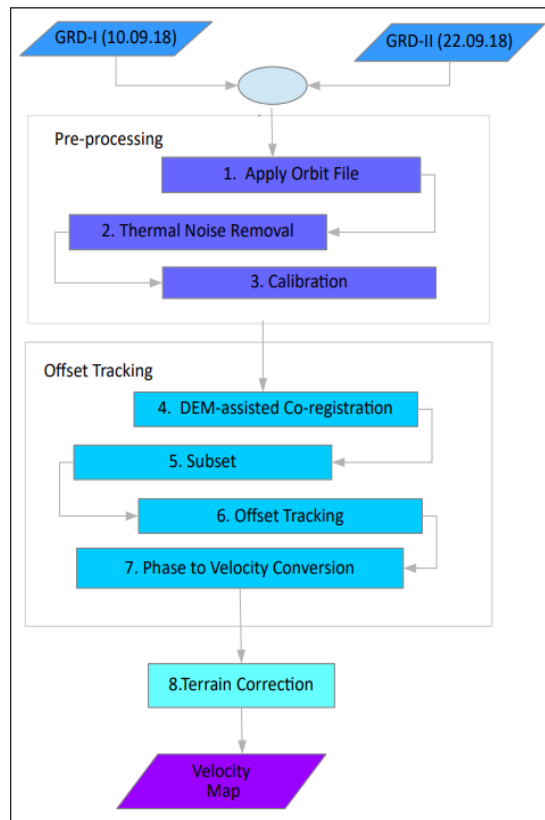 GRD-I (10.09.18)
GRD-II (22.09.18)
Pre-processing
1. Apply Orbit File
2. Thermal Noise Removal
3. Calibration
Offset Tracking
4. DEM-assisted Co-registration
5. Subset
6. Offset Tracking
7. Phase to Velocity Conversion
8.Terrain Correction
Velocity
Map